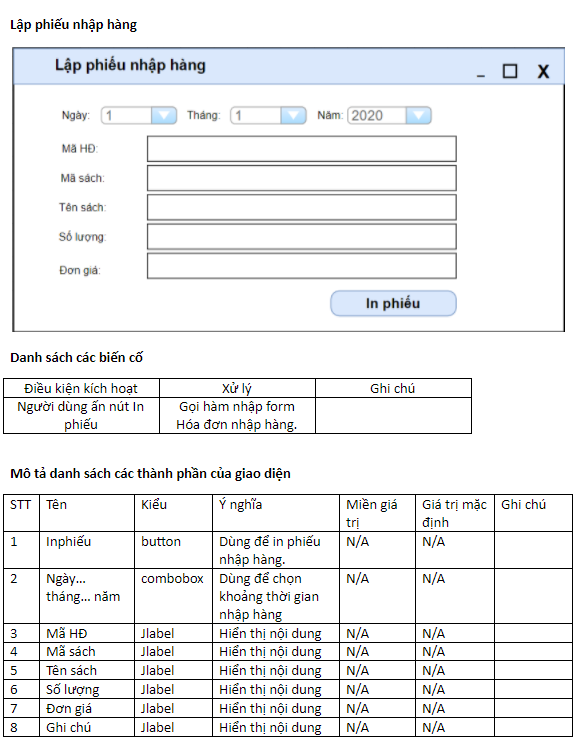 Lập phiếu nhập hàng
Lập phiếu nhập hàng
_ X
Ngày: 1 Tháng: 1 Năm: 2020
Mã HĐ:
Mã sách:
Tên sách:
Số lượng:
Đơn giá:
In phiếu
Danh sách các biến cố
Điều kiện kích hoạt Xử lý Ghi chú
Người dùng ấn nút In Gọi hàm nhập form
phiếu Hóa đơn nhập hàng.
Mô tả danh sách các thành phần của giao diện
STT Tên Kiểu Ý nghĩa Miền giá Giá trị mặc Ghi chú
trị định
1 Inphiếu button Dùng để in phiếu N/A N/A
nhập hàng.
2 Ngày... combobox Dùng để chọn N/A N/A
tháng... năm khoảng thời gian
nhập hàng
3 Mã HĐ Jlabel Hiển thị nội dung N/A N/A
4 Mã sách Jlabel Hiển thị nội dung N/A N/A
5 Tên sách Jlabel Hiển thị nội dung N/A N/A
6 Số lượng Jlabel Hiển thị nội dung N/A N/A
7 Đơn giá Jlabel Hiển thị nội dung N/A N/A
8 Ghi chú Jlabel Hiển thị nội dung N/A N/A